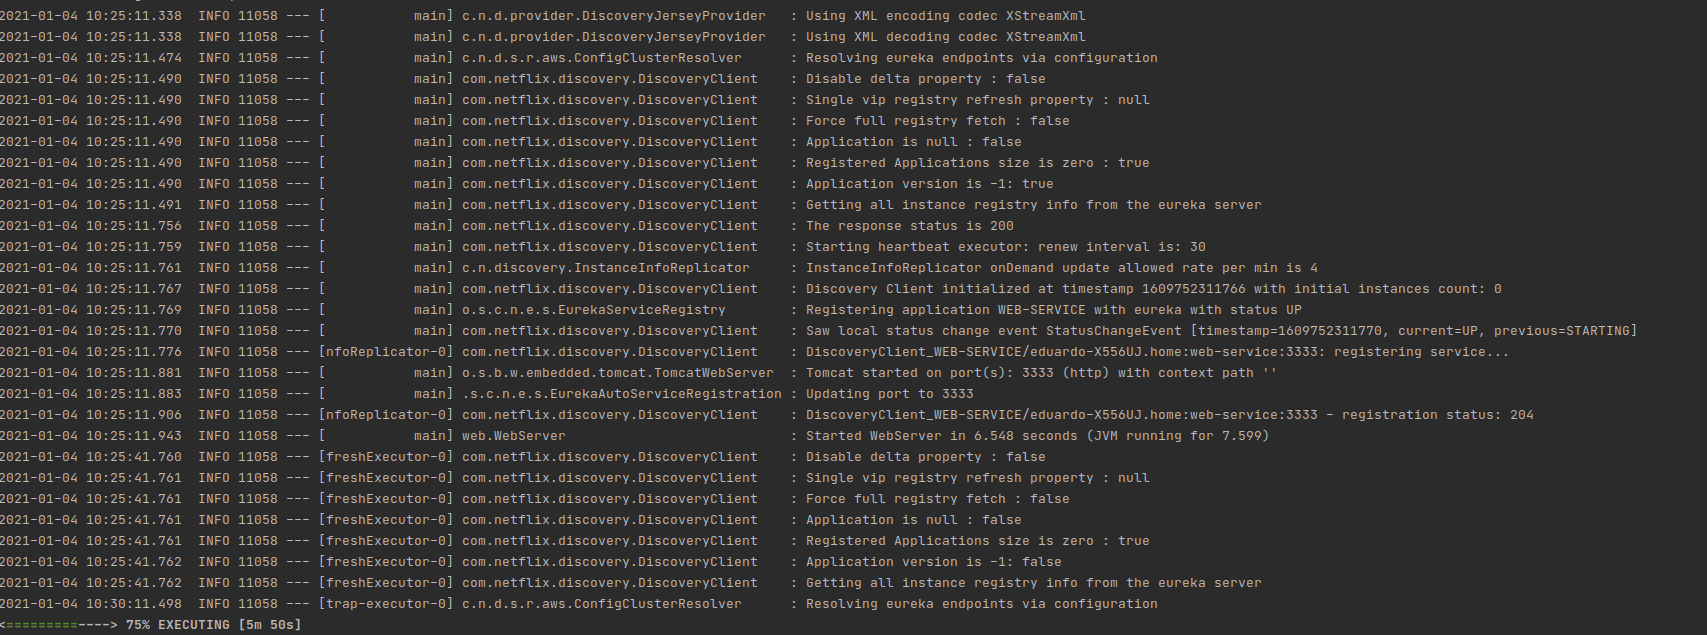 2021-01-04 10:25:11.338  INFO 11058 --- [           main] c.n.d.provider.DiscoveryJerseyProvider   : Using XML encoding codec XStreamXml
2021-01-04 10:25:11.338  INFO 11058 --- [           main] c.n.d.provider.DiscoveryJerseyProvider   : Using XML decoding codec XStreamXml
2021-01-04 10:25:11.474  INFO 11058 --- [           main] c.n.d.s.r.aws.ConfigClusterResolver      : Resolving eureka endpoints via configuration
2021-01-04 10:25:11.490  INFO 11058 --- [           main] com.netflix.discovery.DiscoveryClient    : Disable delta property : false
2021-01-04 10:25:11.490  INFO 11058 --- [           main] com.netflix.discovery.DiscoveryClient    : Single vip registry refresh property : null
2021-01-04 10:25:11.490  INFO 11058 --- [           main] com.netflix.discovery.DiscoveryClient    : Force full registry fetch : false
2021-01-04 10:25:11.490  INFO 11058 --- [           main] com.netflix.discovery.DiscoveryClient    : Application is null : false
2021-01-04 10:25:11.490  INFO 11058 --- [           main] com.netflix.discovery.DiscoveryClient    : Registered Applications size is zero : true
2021-01-04 10:25:11.490  INFO 11058 --- [           main] com.netflix.discovery.DiscoveryClient    : Application version is -1: true
2021-01-04 10:25:11.491  INFO 11058 --- [           main] com.netflix.discovery.DiscoveryClient    : Getting all instance registry info from the eureka server
2021-01-04 10:25:11.756  INFO 11058 --- [           main] com.netflix.discovery.DiscoveryClient    : The response status is 200
2021-01-04 10:25:11.759  INFO 11058 --- [           main] com.netflix.discovery.DiscoveryClient    : Starting heartbeat executor: renew interval is: 30
2021-01-04 10:25:11.761  INFO 11058 --- [           main] c.n.discovery.InstanceInfoReplicator     : InstanceInfoReplicator onDemand update allowed rate per min is 4
2021-01-04 10:25:11.767  INFO 11058 --- [           main] com.netflix.discovery.DiscoveryClient    : Discovery Client initialized at timestamp 1609752311766 with initial instances count: 0
2021-01-04 10:25:11.769  INFO 11058 --- [           main] o.s.c.n.e.s.EurekaServiceRegistry        : Registering application WEB-SERVICE with eureka with status UP
2021-01-04 10:25:11.770  INFO 11058 --- [           main] com.netflix.discovery.DiscoveryClient    : Saw local status change event StatusChangeEvent [timestamp=1609752311770, current=UP, previous=STARTING]
2021-01-04 10:25:11.776  INFO 11058 --- [nfoReplicator-0] com.netflix.discovery.DiscoveryClient    : DiscoveryClient_WEB-SERVICE/eduardo-X556UJ.home:web-service:3333: registering service...
2021-01-04 10:25:11.881  INFO 11058 --- [           main] o.s.b.w.embedded.tomcat.TomcatWebServer  : Tomcat started on port(s): 3333 (http) with context path ''
2021-01-04 10:25:11.883  INFO 11058 --- [           main] .s.c.n.e.s.EurekaAutoServiceRegistration : Updating port to 3333
2021-01-04 10:25:11.906  INFO 11058 --- [nfoReplicator-0] com.netflix.discovery.DiscoveryClient    : DiscoveryClient_WEB-SERVICE/eduardo-X556UJ.home:web-service:3333 - registration status: 204
2021-01-04 10:25:11.943  INFO 11058 --- [           main] web.WebServer                            : Started WebServer in 6.548 seconds (JVM running for 7.599)
2021-01-04 10:25:41.760  INFO 11058 --- [freshExecutor-0] com.netflix.discovery.DiscoveryClient    : Disable delta property : false
2021-01-04 10:25:41.761  INFO 11058 --- [freshExecutor-0] com.netflix.discovery.DiscoveryClient    : Single vip registry refresh property : null
2021-01-04 10:25:41.761  INFO 11058 --- [freshExecutor-0] com.netflix.discovery.DiscoveryClient    : Force full registry fetch : false
2021-01-04 10:25:41.761  INFO 11058 --- [freshExecutor-0] com.netflix.discovery.DiscoveryClient    : Application is null : false
2021-01-04 10:25:41.761  INFO 11058 --- [freshExecutor-0] com.netflix.discovery.DiscoveryClient    : Registered Applications size is zero : true
2021-01-04 10:25:41.762  INFO 11058 --- [freshExecutor-0] com.netflix.discovery.DiscoveryClient    : Application version is -1: false
2021-01-04 10:25:41.762  INFO 11058 --- [freshExecutor-0] com.netflix.discovery.DiscoveryClient    : Getting all instance registry info from the eureka server
2021-01-04 10:30:11.498  INFO 11058 --- [trap-executor-0] c.n.d.s.r.aws.ConfigClusterResolver      : Resolving eureka endpoints via configuration
<=========----> 75% EXECUTING [5m 50s]